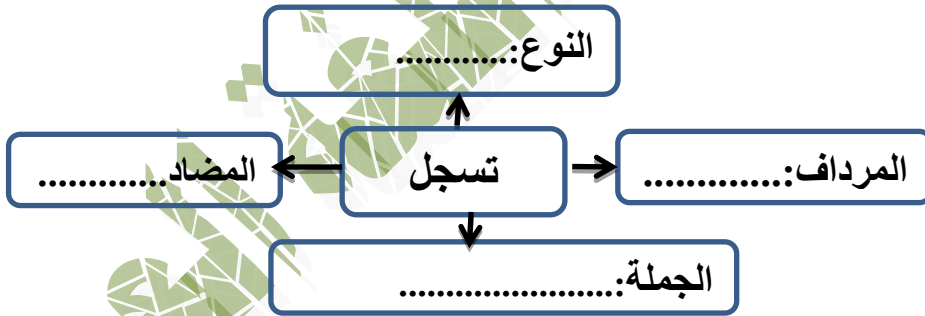 النوع:.............
المرداف:.............
تسجل
المضاد.............
الجملة:.......................